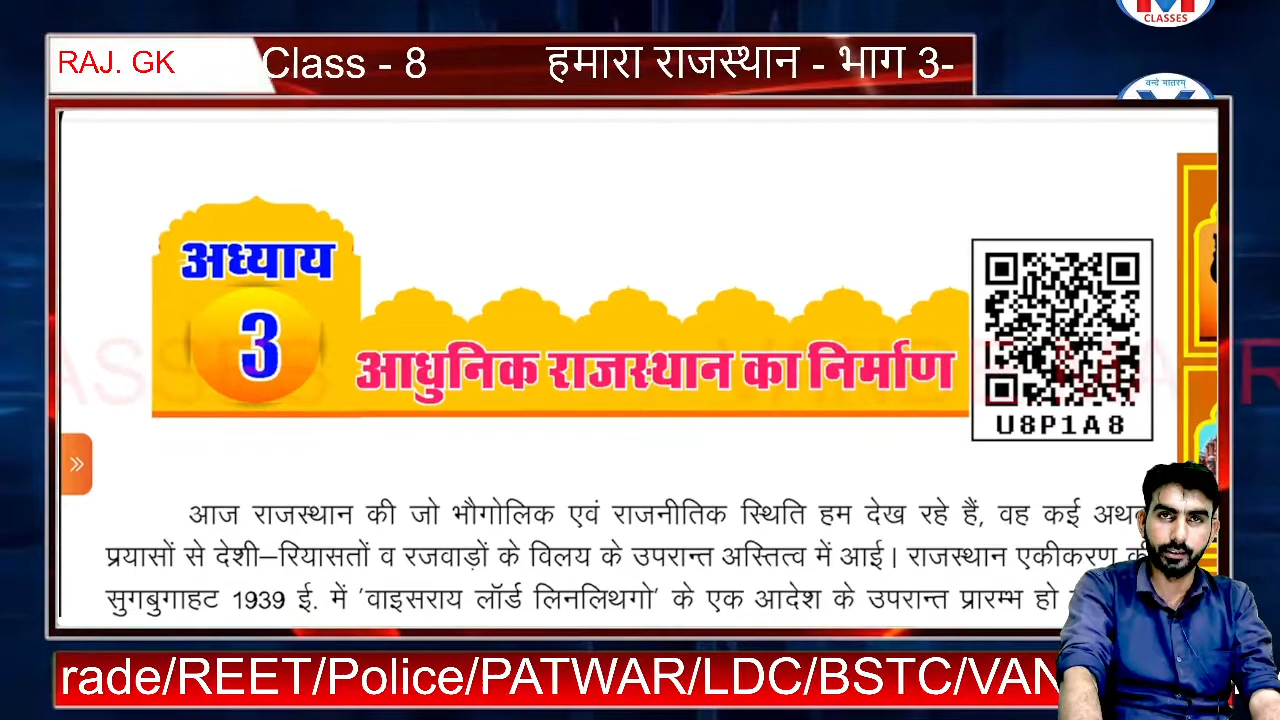 CLASSES
RAJ. GK
Class - 8
हमारा राजस्थान - भाग 3-
वन्दे मातरम्
अध्याय
3
आधुनिक राजस्थान का निर्माण
U8P1A8
आज राजस्थान की जो भौगोलिक एवं राजनीतिक स्थिति हम देख रहे हैं, वह कई
प्रयासों से देशी–रियासतों व रजवाड़ों के विलय के उपरान्त अस्तित्व में आई। राजस्थान एकीकरण
सुगबुगाहट 1939 ई. में 'वाइसराय लॉर्ड लिनलिथगो' के एक आदेश के उपरान्त प्रारम्भ हो
rade/REET/Police/PATWAR/LDC/BSTC/VAN